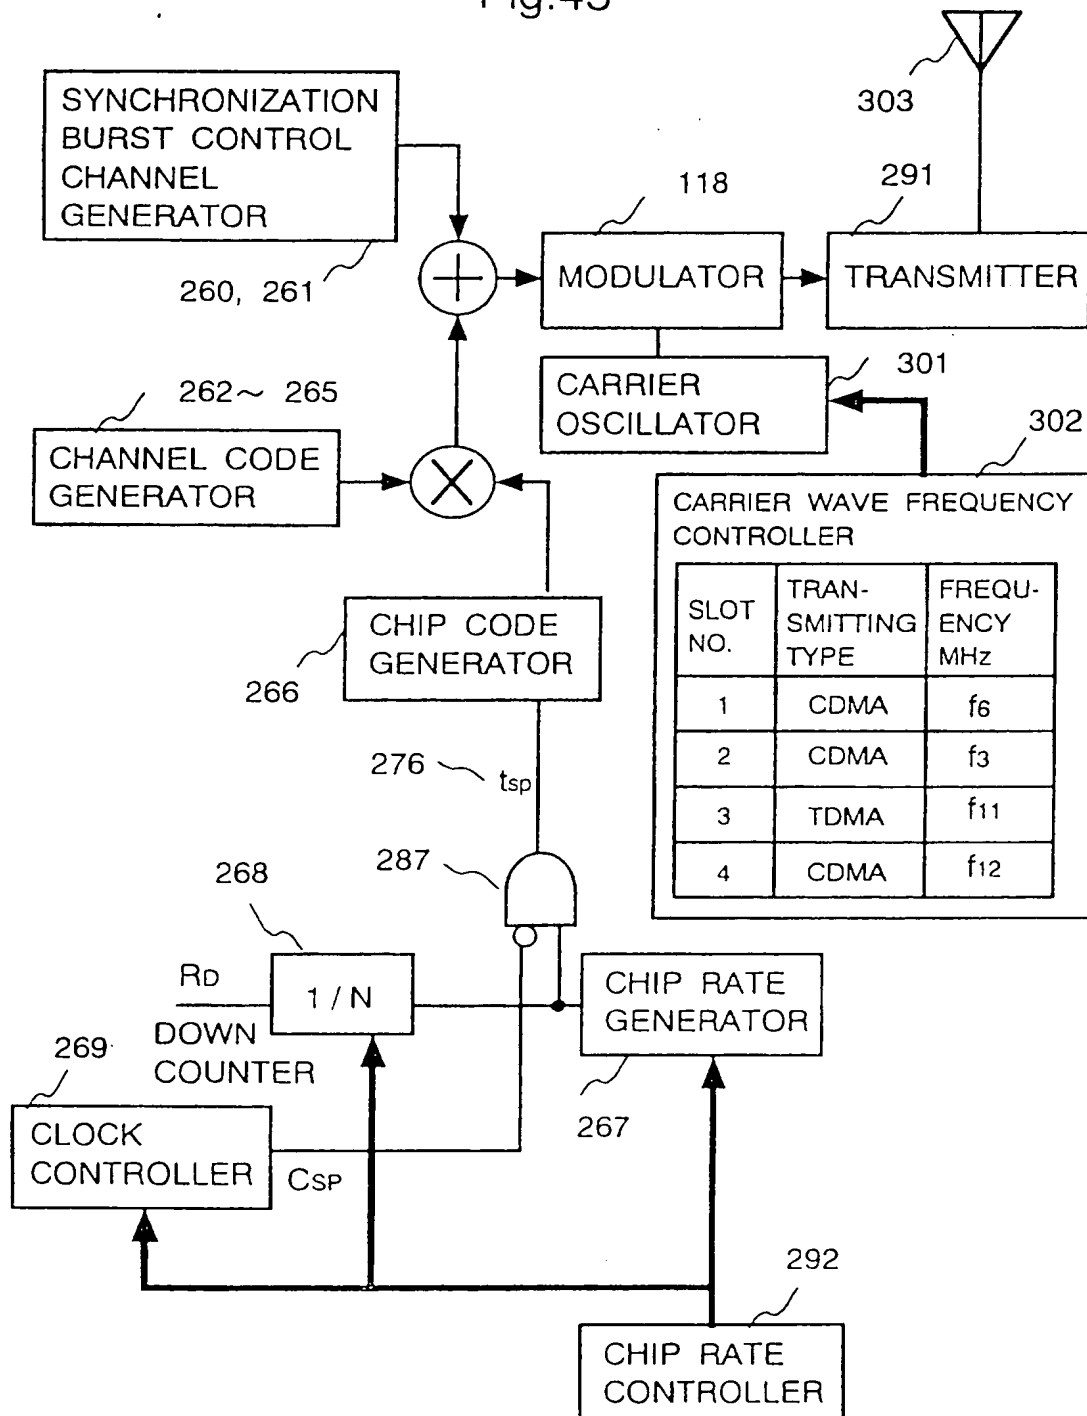 Fig.45
303
SYNCHRONIZATION
BURST CONTROL
CHANNEL
GENERATOR
260, 261
118
291
MODULATOR
TRANSMITTER
CARRIER
OSCILLATOR
301
262~ 265
CHANNEL CODE
GENERATOR
302
CARRIER WAVE FREQUENCY
CONTROLLER
SLOT
NO.
TRAN-
SMITTING
TYPE
FREQU-
ENCY
MHz
1 CDMA f6
2 CDMA f3
3 TDMA f11
4 CDMA f12
CHIP CODE
GENERATOR
266
276
tSP
287
268
RD
1/N
DOWN
COUNTER
CHIP RATE
GENERATOR
267
269
CLOCK
CONTROLLER
CSP
292
CHIP RATE
CONTROLLER